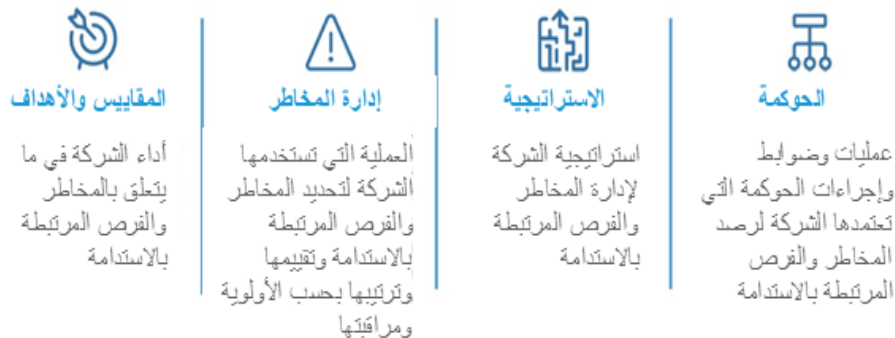 الحوكمة
عمليات وضوابط
وإجراءات الحوكمة التي
تعتمدها الشركة لرصد
المخاطر والفرص
المرتبطة بالاستدامة
الاستراتيجية
استراتيجية الشركة
لإدارة المخاطر
والفرص المرتبطة
بالاستدامة
إدارة المخاطر
العملية التي تستخدمها
الشركة لتحديد المخاطر
والفرص المرتبطة
بالاستدامة وتقييمها
وترتيبها بحسب الأولوية
ومراقبتها
المقاييس والأهداف
أداء الشركة في ما
يتعلق بالمخاطر
والفرص المرتبطة
بالاستدامة